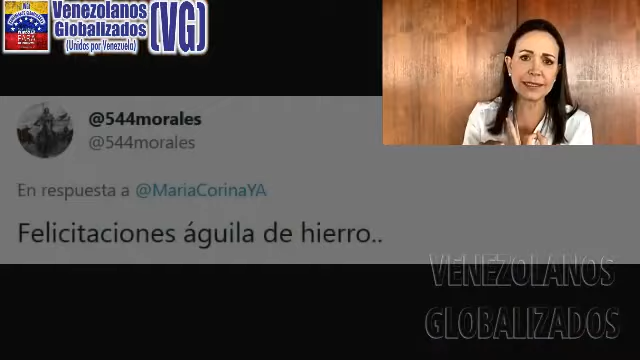 Venezolanos
Globalizados
(Unidos por Venezuela)
(VG)
@544morales
@544morales
En respuesta a @MariaCorinaYA
Felicitaciones águila de hierro..
VENEZOLANOS
GLOBALIZADOS